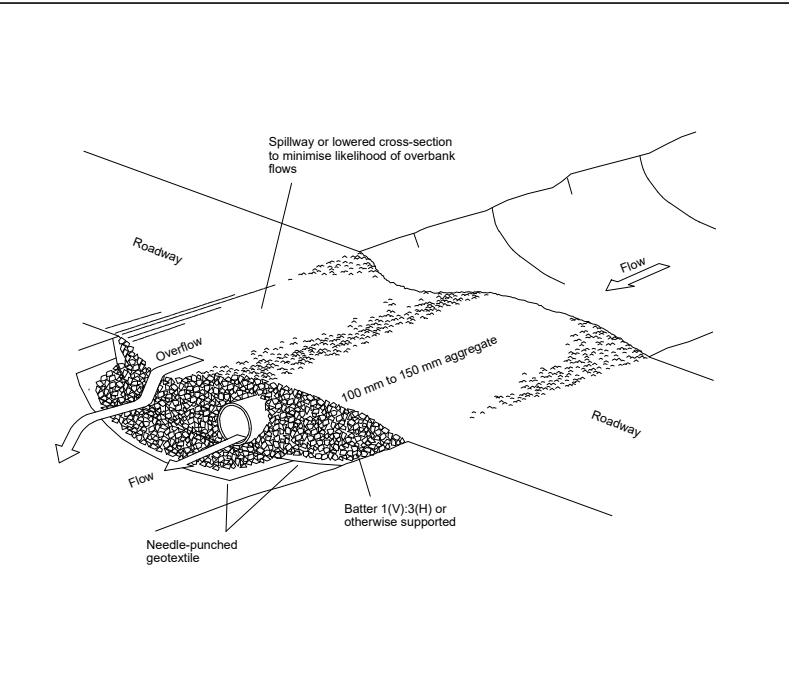 Spillway or lowered cross-section
to minimise likelihood of overbank
flows
Roadway
Flow
Overflow
100 mm to 150 mm aggregate
Roadway
Flow
Batter 1(V):3(H) or
otherwise supported
Needle-punched
geotextile